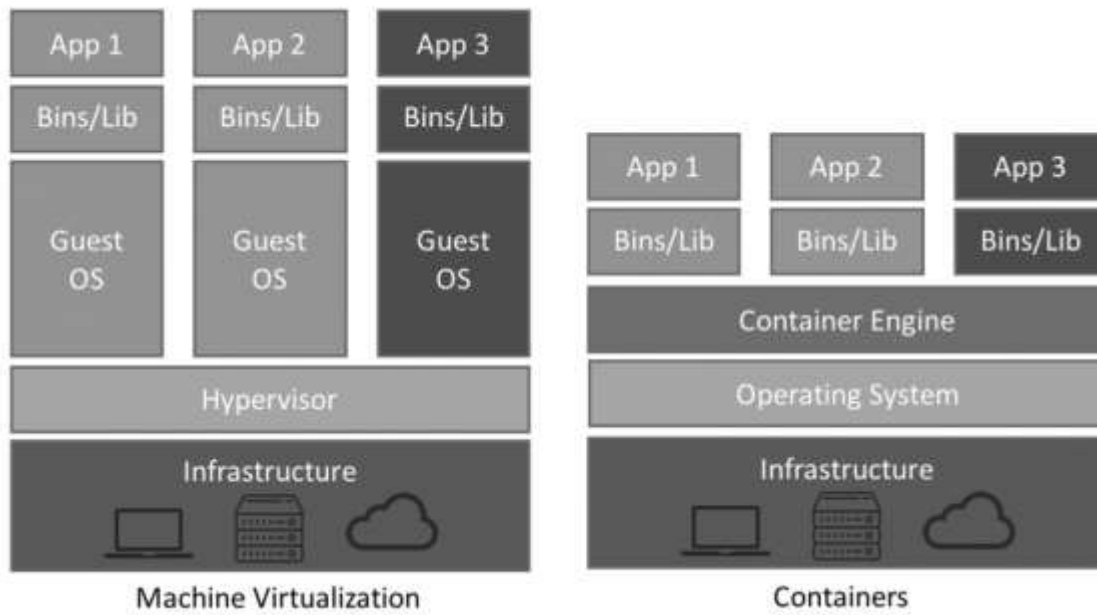 App 1
App 2
App 3
Bins/Lib
Bins/Lib
Bins/Lib
Guest
OS
Guest
OS
Guest
OS
Hypervisor
Infrastructure
Machine Virtualization
App 1
App 2
App 3
Bins/Lib
Bins/Lib
Bins/Lib
Container Engine
Operating System
Infrastructure
Containers